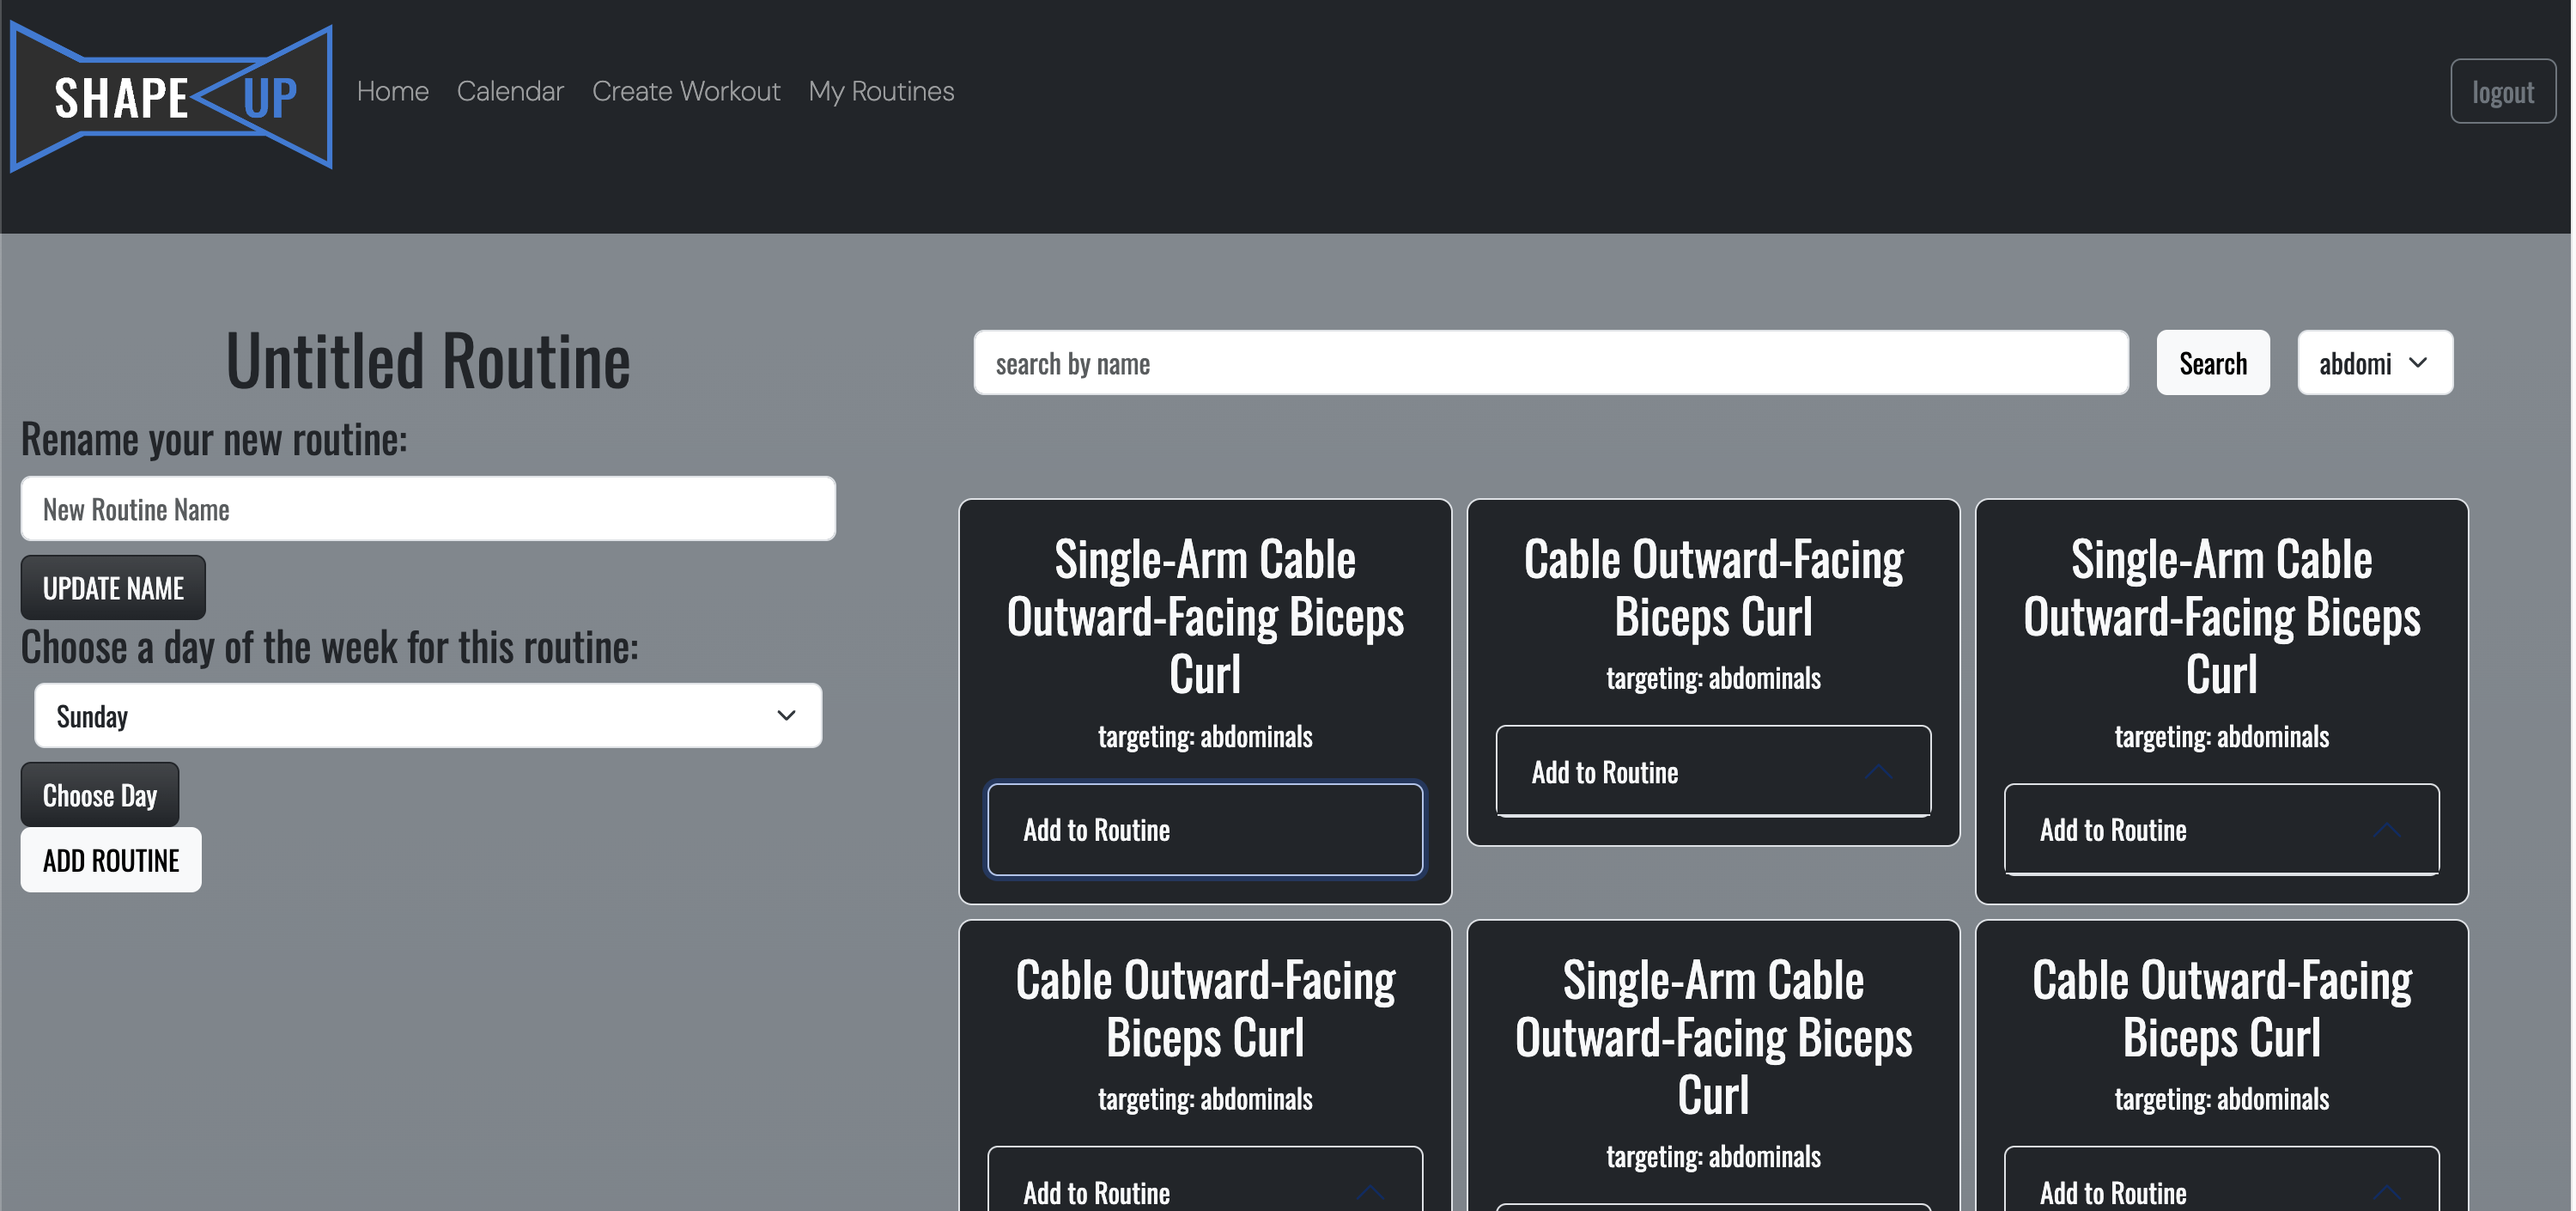 SHAPE UP
Home Calendar Create Workout My Routines
logout
Untitled Routine
Rename your new routine:
New Routine Name
UPDATE NAME
Choose a day of the week for this routine:
Sunday
Choose Day
ADD ROUTINE
search by name
Search
abdomi
Single-Arm Cable
Outward-Facing Biceps
Curl
targeting: abdominals
Add to Routine
Cable Outward-Facing
Biceps Curl
targeting: abdominals
Add to Routine
Single-Arm Cable
Outward-Facing Biceps
Curl
targeting: abdominals
Add to Routine
Cable Outward-Facing
Biceps Curl
targeting: abdominals
Add to Routine
Single-Arm Cable
Outward-Facing Biceps
Curl
targeting: abdominals
Cable Outward-Facing
Biceps Curl
targeting: abdominals
Add to Routine